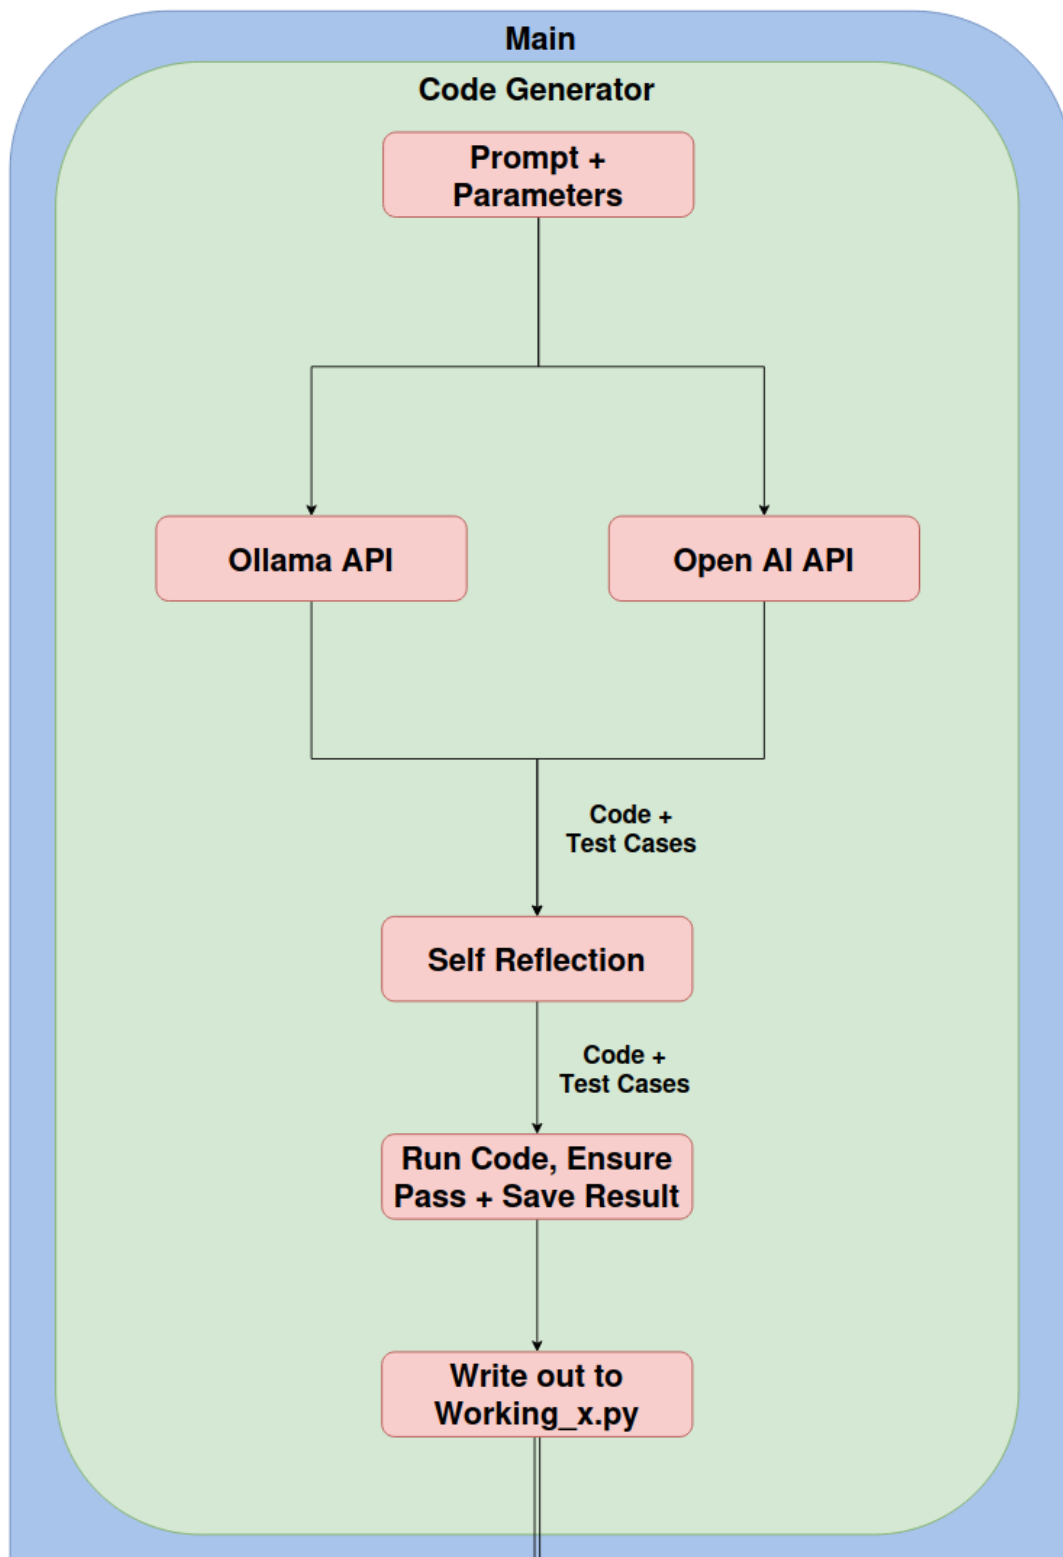 Main
Code Generator
Prompt +
Parameters
Ollama API
Open AI API
Code +
Test Cases
Self Reflection
Code +
Test Cases
Run Code, Ensure
Pass + Save Result
Write out to
Working_x.py